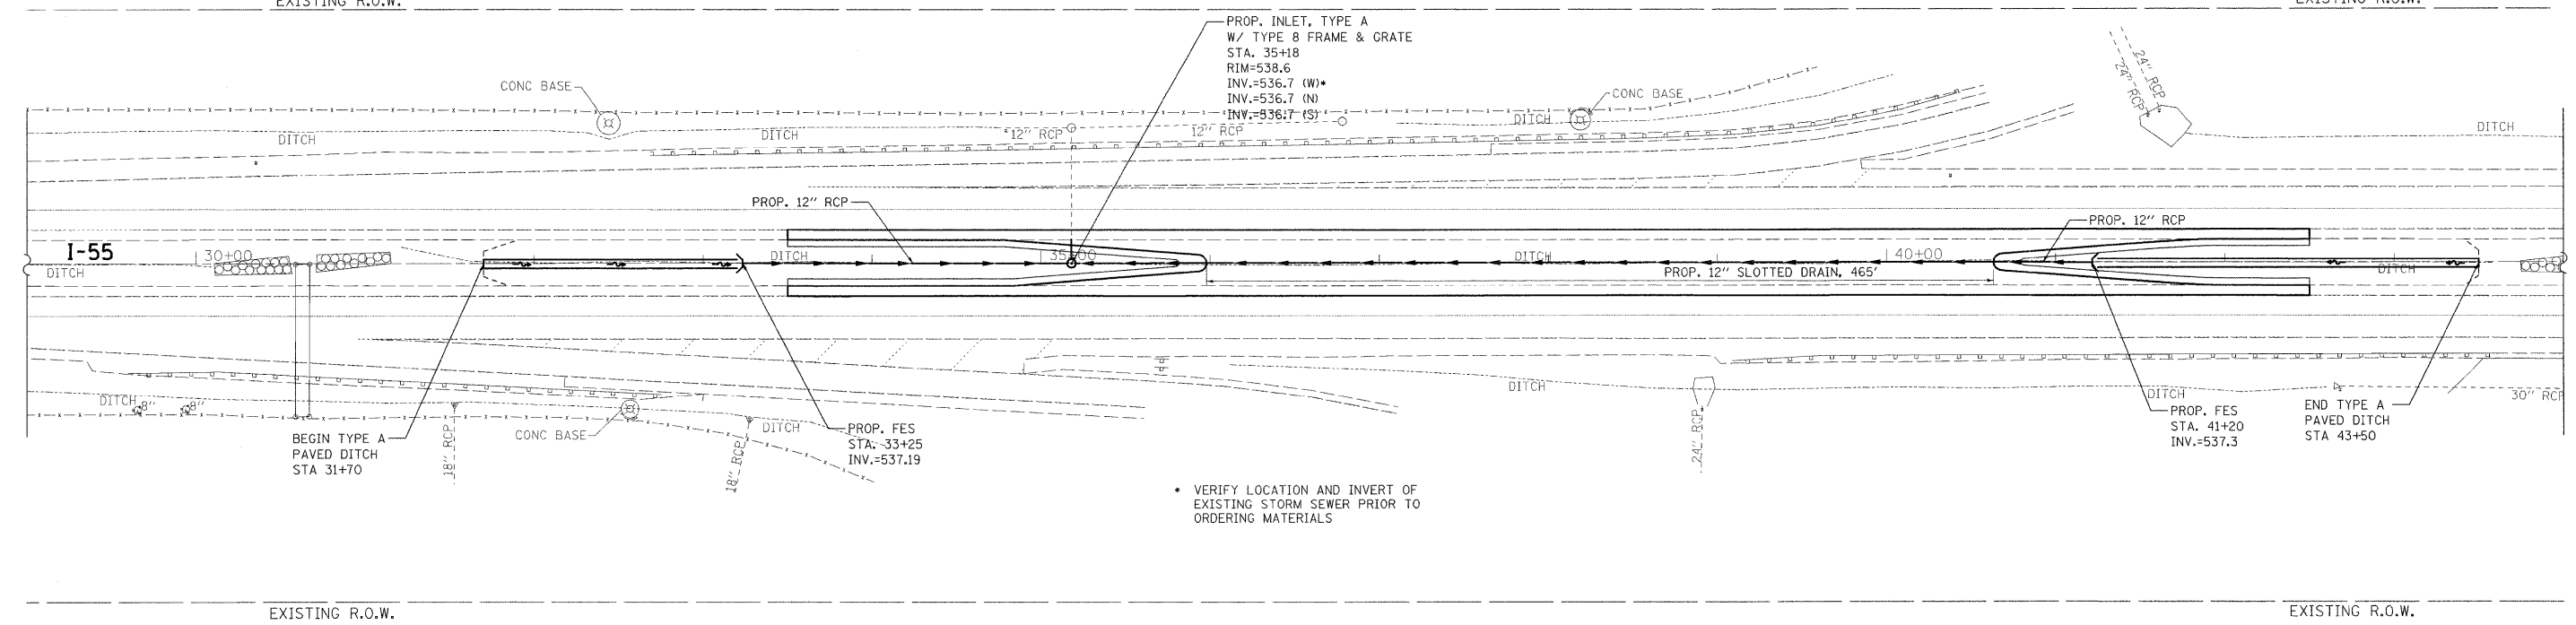 EXISTING R.O.W.
EXISTING R.O.W.
PROP. INLET, TYPE A
W/ TYPE 8 FRAME & GRATE
STA. 35+18
RIM=538.6
INV.=536.7 (W)*
INV.=536.7 (N)
INV.=536.7 (S)
24" RCP
24" RCP
CONC BASE
CONC BASE
DITCH
DITCH
12" RCP
12" RCP
DITCH
DITCH
PROP. 12" RCP
PROP. 12" RCP
I-55
30+00
35+00
40+00
DITCH
DITCH
DITCH
DITCH
PROP. 12" SLOTTED DRAIN, 465'
DITCH
8"
8"
DITCH
DITCH
30" RCP
BEGIN TYPE A
PAVED DITCH
STA 31+70
18" RCP
CONC BASE
18" RCP
DITCH
PROP. FES
STA. 33+25
INV.=537.19
24" RCP
PROP. FES
STA. 41+20
INV.=537.3
END TYPE A
PAVED DITCH
STA 43+50
* VERIFY LOCATION AND INVERT OF
EXISTING STORM SEWER PRIOR TO
ORDERING MATERIALS
EXISTING R.O.W.
EXISTING R.O.W.